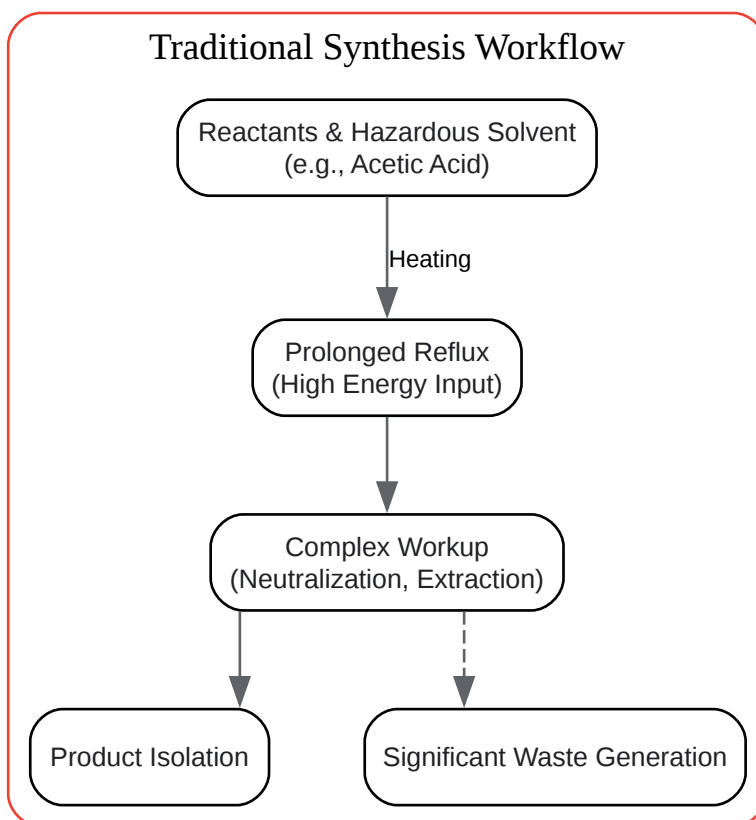 Traditional Synthesis Workflow
Reactants & Hazardous Solvent
(e.g., Acetic Acid)
Heating
Prolonged Reflux
(High Energy Input)
Complex Workup
(Neutralization, Extraction)
Product Isolation
Significant Waste Generation